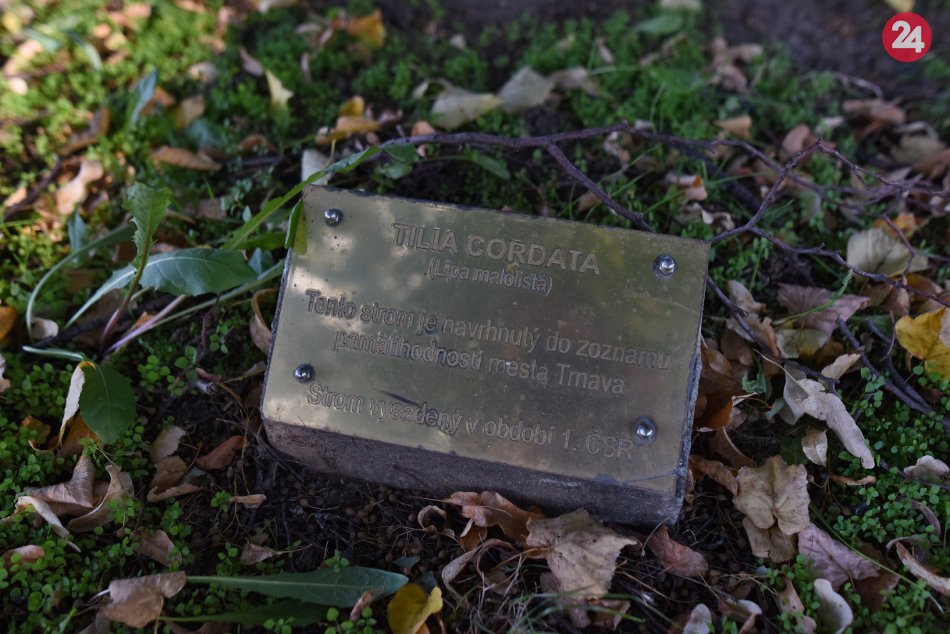 24
TILIA CORDATA
(Lipa malolistá)
Tento strom je navrhnutý do zoznamu
pamätihodností mesta Trnava
Strom vysadený v období 1. ČSR